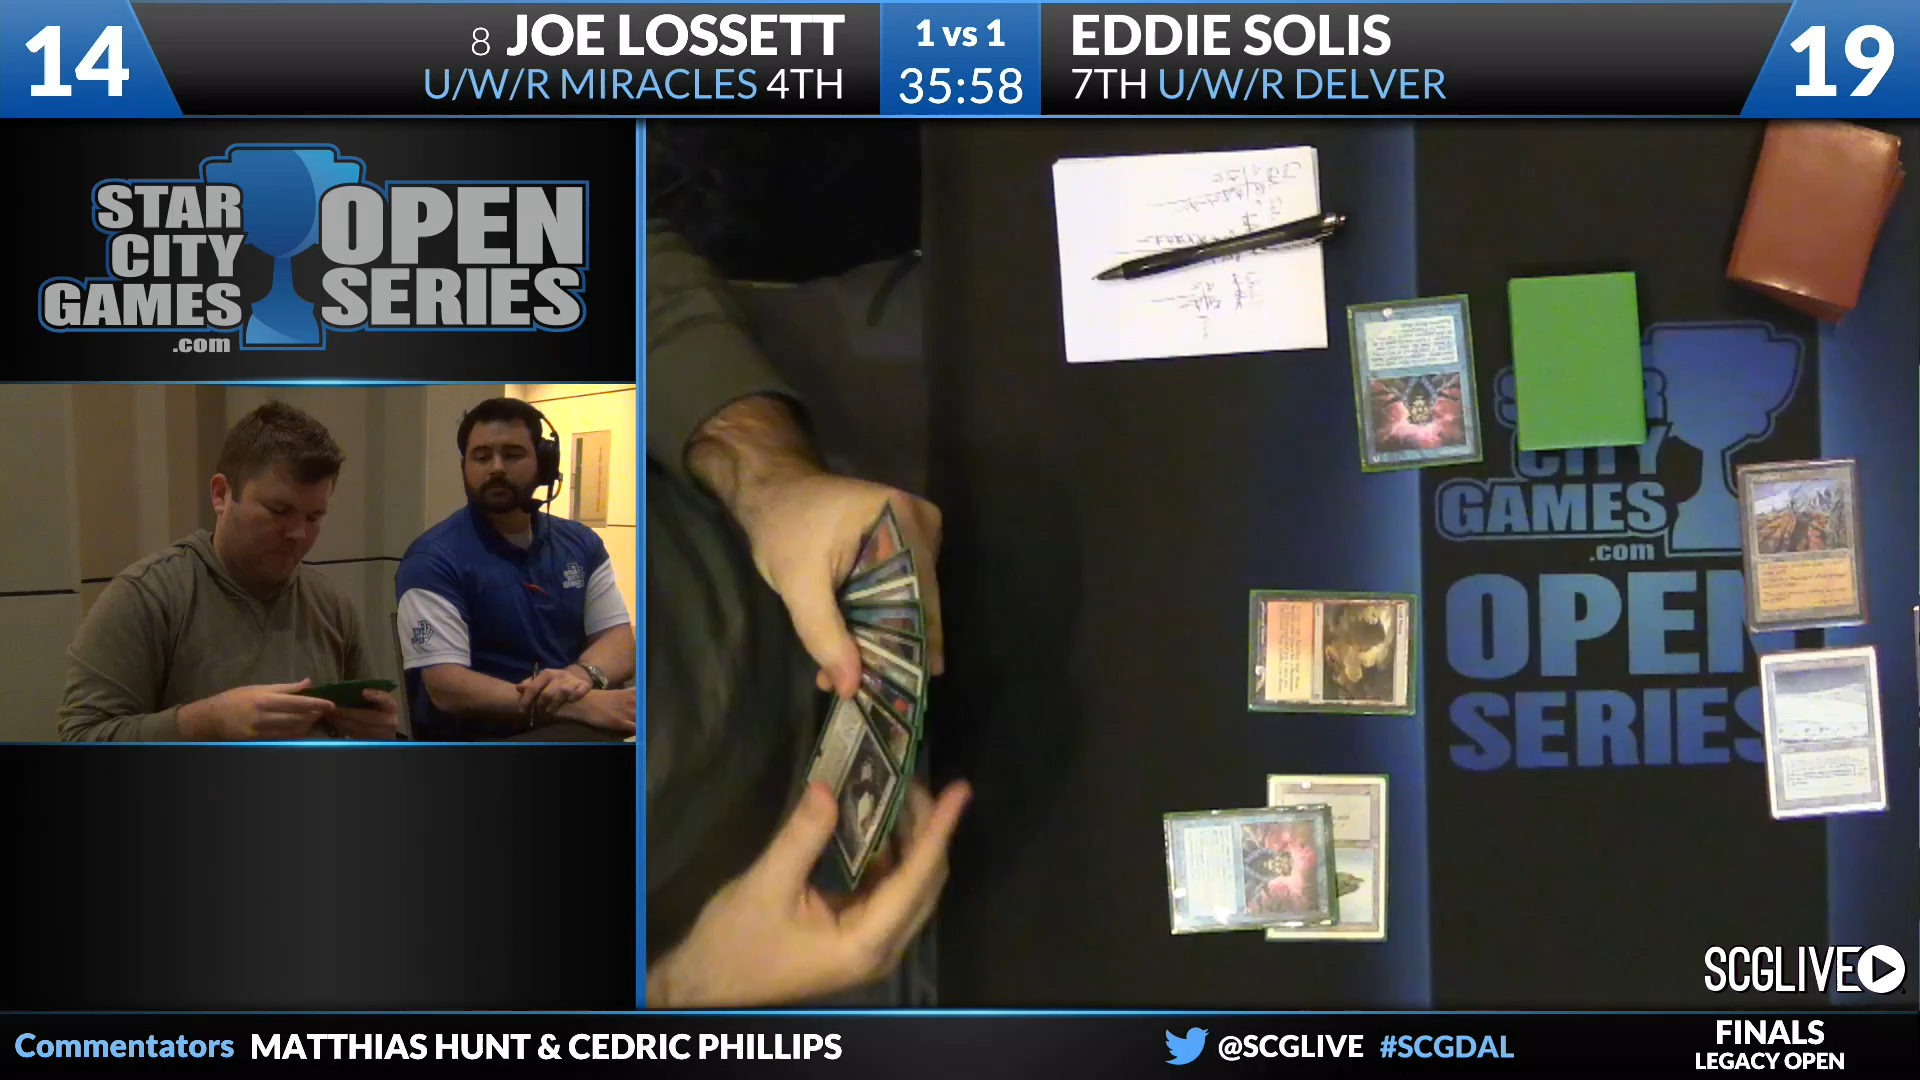 14
8 JOE LOSSETT
U/W/R MIRACLES 4TH
1 vs 1
35:58
EDDIE SOLIS
7TH U/W/R DELVER
19
STAR CITY GAMES .com
OPEN SERIES
CITY
GAMES
.com
OPEN
SERIES
SCGLIVE
Commentators MATTHIAS HUNT & CEDRIC PHILLIPS
@SCGLIVE #SCGDAL
FINALS
LEGACY OPEN